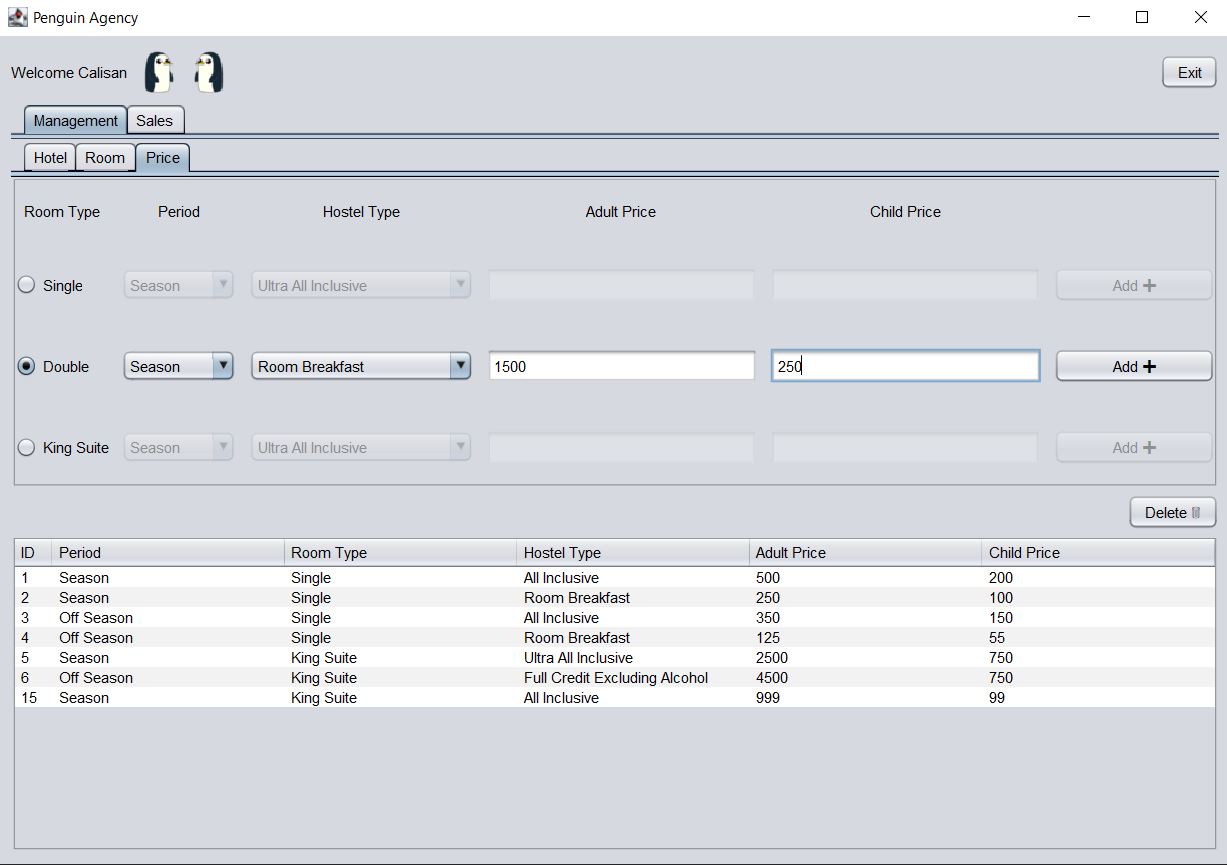 Penguin Agency
Welcome Calisan
Exit
Management Sales
Hotel Room Price
Room Type Period Hostel Type Adult Price Child Price
Single Season Ultra All Inclusive Add
Double Season Room Breakfast 1500 250 Add
King Suite Season Ultra All Inclusive Add
Delete
ID Period Room Type Hostel Type Adult Price Child Price
1 Season Single All Inclusive 500 200
2 Season Single Room Breakfast 250 100
3 Off Season Single All Inclusive 350 150
4 Off Season Single Room Breakfast 125 55
5 Season King Suite Ultra All Inclusive 2500 750
6 Off Season King Suite Full Credit Excluding Alcohol 4500 750
15 Season King Suite All Inclusive 999 99